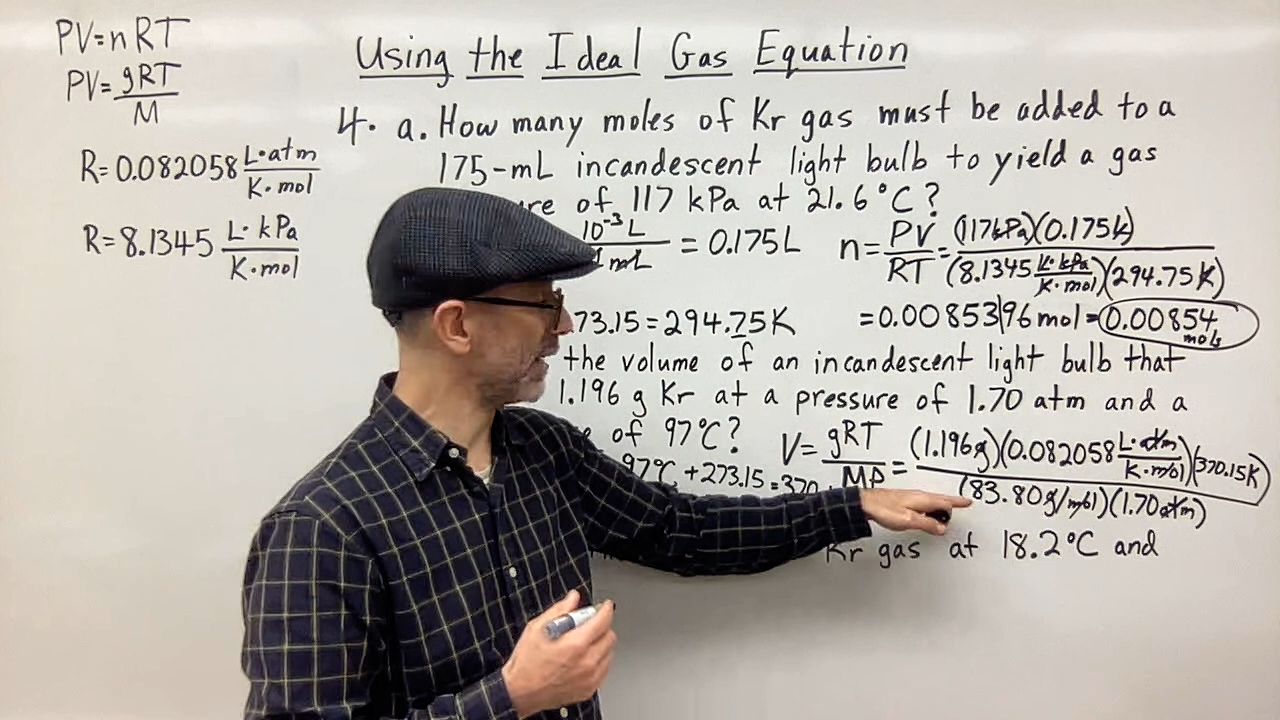 PV=nRT
PV=gRT/M
R=0.082058 L·atm/K·mol
R=8.1345 L·kPa/K·mol
Using the Ideal Gas Equation
4. a. How many moles of Kr gas must be added to a
175-mL incandescent light bulb to yield a gas
of 117 kPa at 21.6°C?
10⁻³ L/1 mL = 0.175L
n=PV/RT=(117kPa)(0.175L)/(8.1345 L·kPa/K·mol)(294.75K)
73.15=294.75K
=0.00853|96mol=0.00854 mols
the volume of an incandescent light bulb that
1.196 g Kr at a pressure of 1.70 atm and a
of 97°C?
97°C+273.15=370.
V=gRT/MP=(1.196g)(0.082058 L·atm/K·mol)(370.15K)/(83.80g/mol)(1.70atm)
Kr gas at 18.2°C and